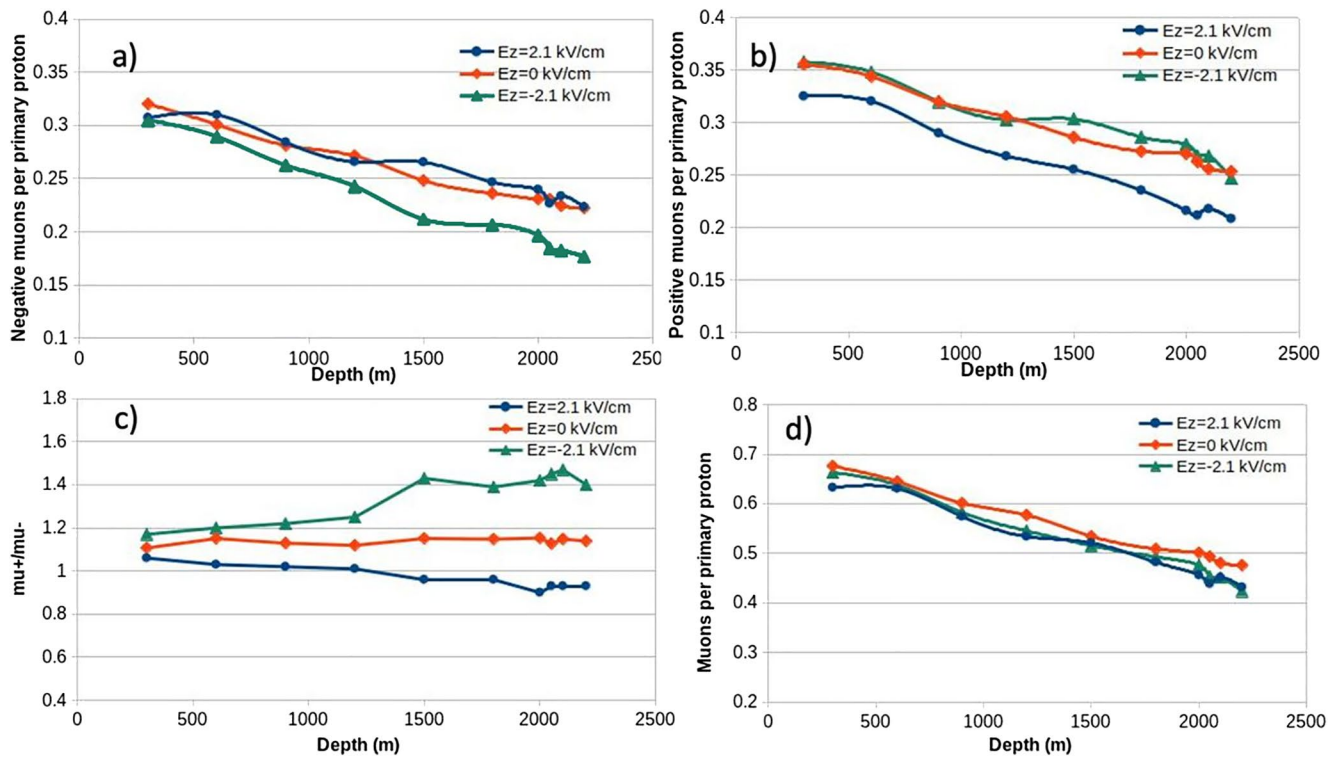 a)
Negative muons per primary proton
0.4
0.35
0.3
0.25
0.2
0.15
0.1
Ez=2.1 kV/cm
Ez=0 kV/cm
Ez=-2.1 kV/cm
0 500 1000 1500 2000 250
Depth (m)
b)
Positive muons per primary proton
0.4
0.35
0.3
0.25
0.2
0.15
0.1
Ez=2.1 kV/cm
Ez=0 kV/cm
Ez=-2.1 kV/cm
0 500 1000 1500 2000 2500
Depth (m)
c)
mu+/mu-
1.8
1.6
1.4
1.2
1
0.8
0.6
0.4
Ez=2.1 kV/cm
Ez=0 kV/cm
Ez=-2.1 kV/cm
0 500 1000 1500 2000 2500
Depth (m)
d)
Muons per primary proton
0.8
0.7
0.6
0.5
0.4
0.3
0.2
Ez=2.1 kV/cm
Ez=0 kV/cm
Ez=-2.1 kV/cm
0 500 1000 1500 2000 2500
Depth (m)